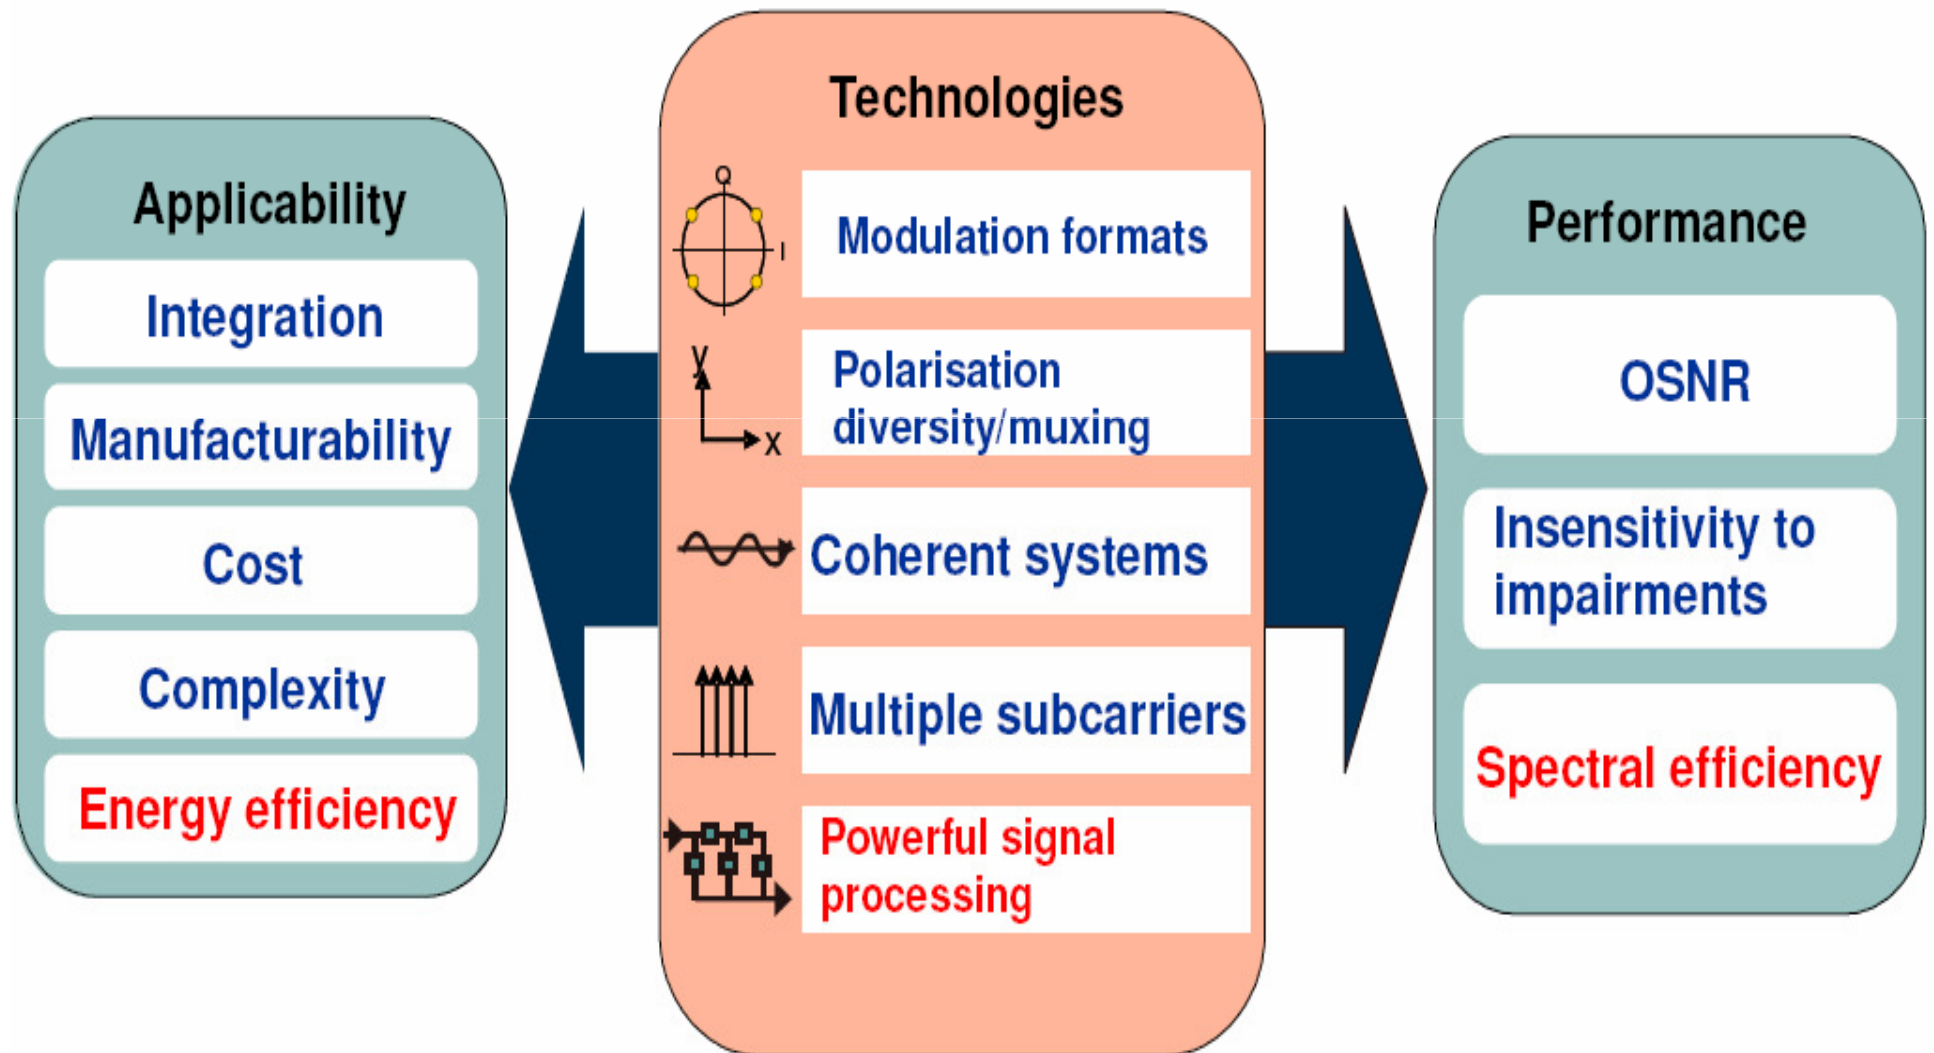 Applicability
Integration
Manufacturability
Cost
Complexity
Energy efficiency
Technologies
Q
I
Modulation formats
y
x
Polarisation
diversity/muxing
Coherent systems
Multiple subcarriers
Powerful signal
processing
Performance
OSNR
Insensitivity to
impairments
Spectral efficiency